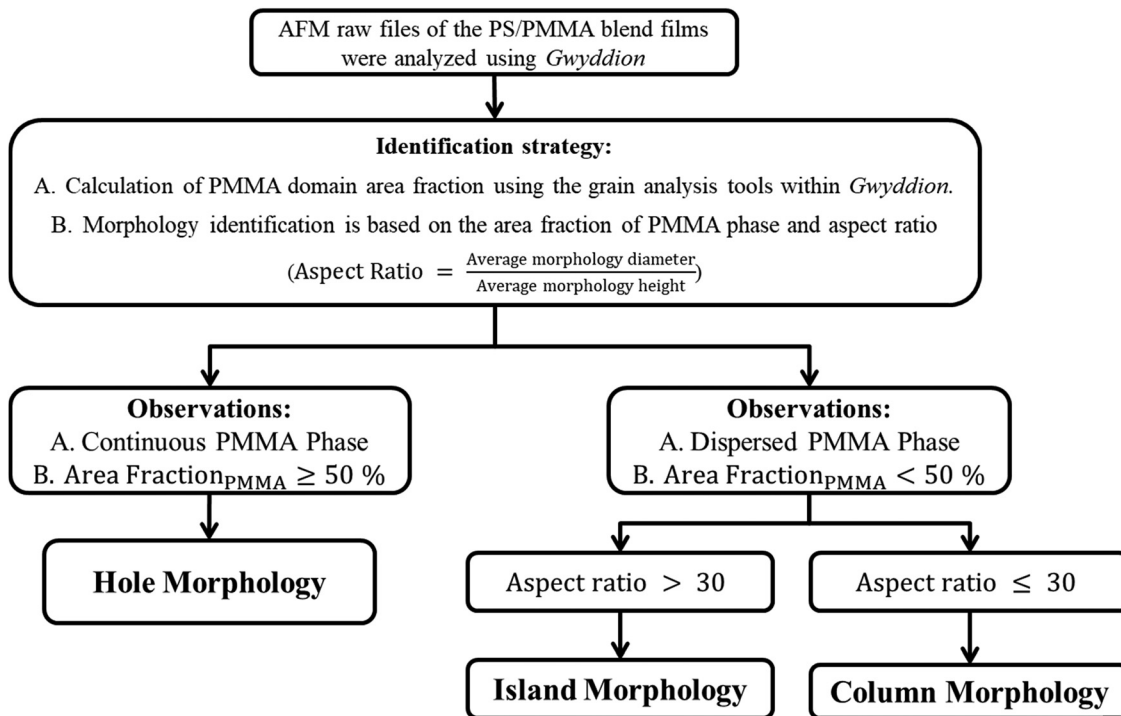 AFM raw files of the PS/PMMA blend films
were analyzed using Gwyddion
Identification strategy:
A. Calculation of PMMA domain area fraction using the grain analysis tools within Gwyddion.
B. Morphology identification is based on the area fraction of PMMA phase and aspect ratio
(Aspect Ratio = Average morphology diameter / Average morphology height)
Observations:
A. Continuous PMMA Phase
B. Area Fraction_PMMA ≥ 50 %
Hole Morphology
Observations:
A. Dispersed PMMA Phase
B. Area Fraction_PMMA < 50 %
Aspect ratio > 30
Aspect ratio ≤ 30
Island Morphology
Column Morphology